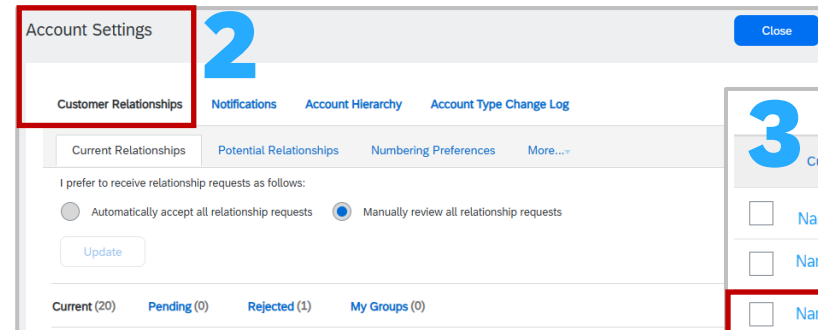 Account Settings
2
Close
Customer Relationships Notifications Account Hierarchy Account Type Change Log
3
Current Relationships Potential Relationships Numbering Preferences More...
I prefer to receive relationship requests as follows:
Automatically accept all relationship requests Manually review all relationship requests
Update
Current (20) Pending (0) Rejected (1) My Groups (0)